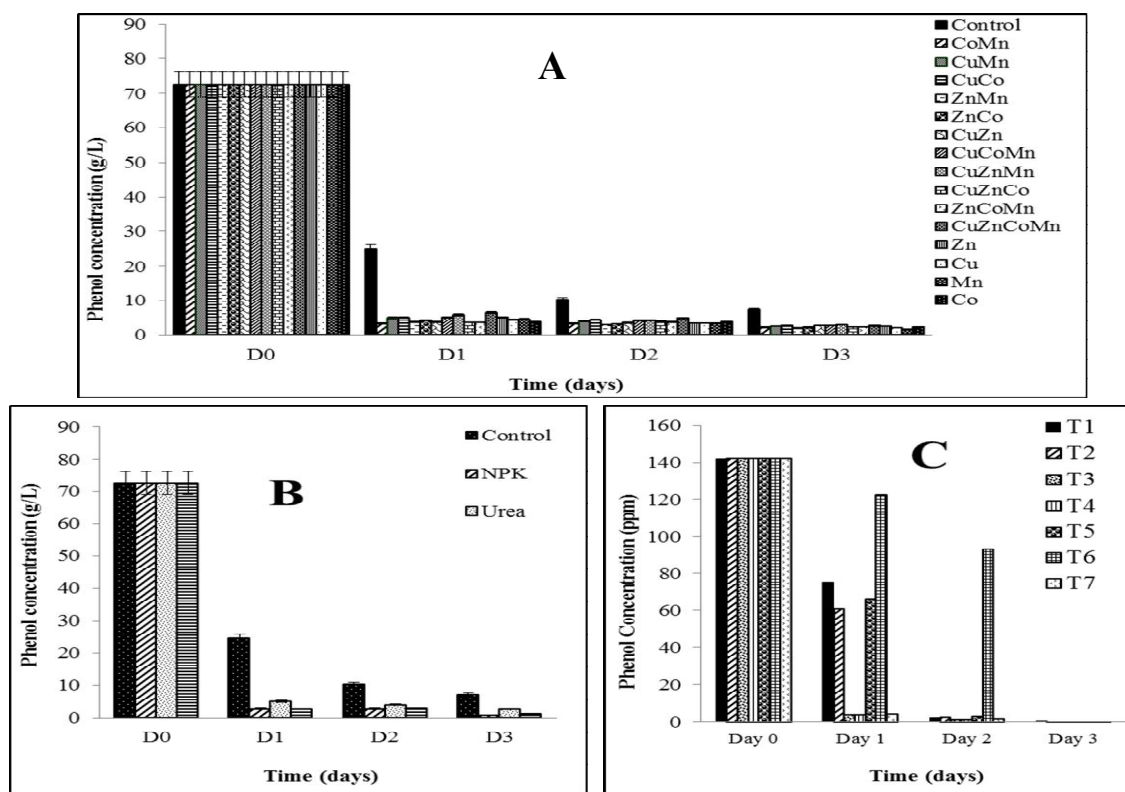 A
Phenol concentration (g/L)
90
80
70
60
50
40
30
20
10
0
D0 D1 D2 D3
Time (days)
Control
CoMn
CuMn
CuCo
ZnMn
ZnCo
CuZn
CuCoMn
CuZnMn
CuZnCo
ZnCoMn
CuZnCoMn
Zn
Cu
Mn
Co
B
Phenol concentration (g/L)
90
80
70
60
50
40
30
20
10
0
D0 D1 D2 D3
Time (days)
Control
NPK
Urea
C
Phenol Concentration (ppm)
160
140
120
100
80
60
40
20
0
Day 0 Day 1 Day 2 Day 3
Time (days)
T1
T2
T3
T4
T5
T6
T7